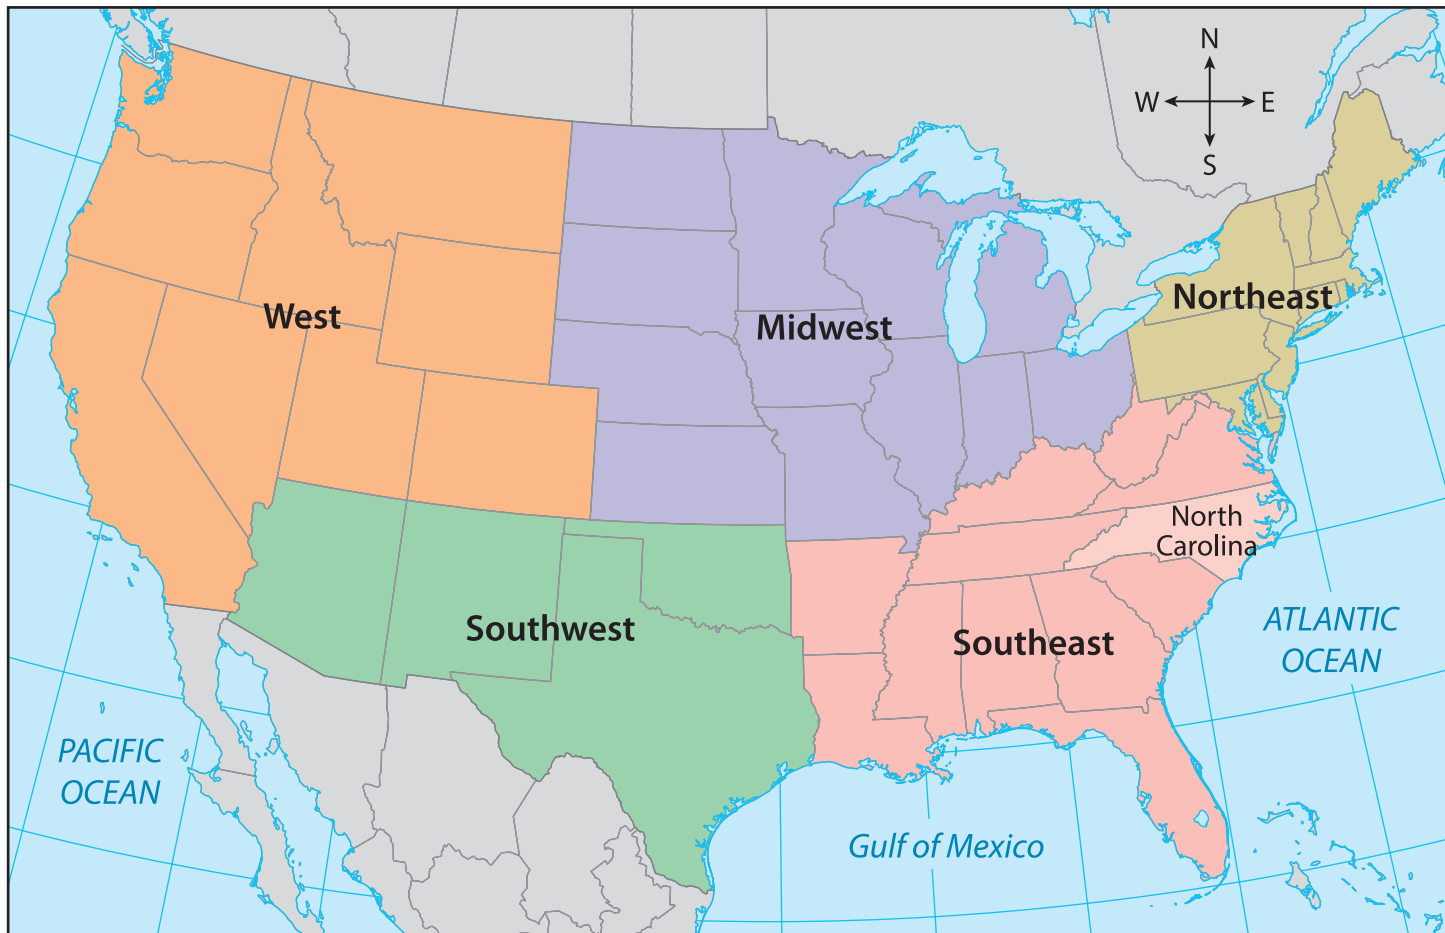 N
W E
S
Northeast
West
Midwest
North
Carolina
Southwest
Southeast
ATLANTIC
OCEAN
PACIFIC
OCEAN
Gulf of Mexico